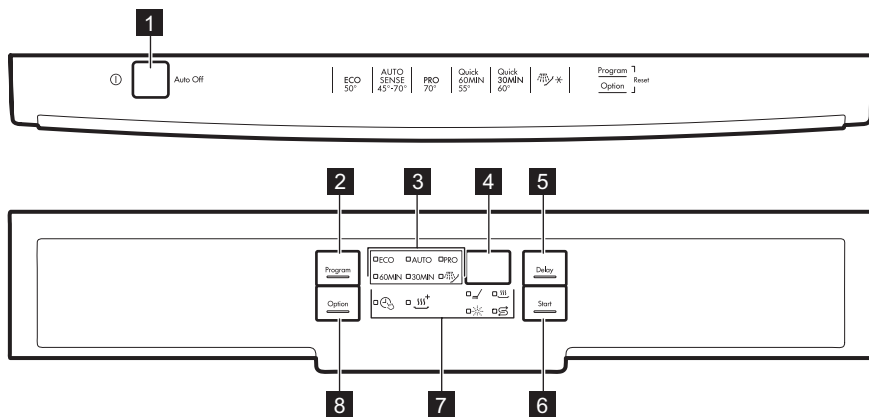 1
Auto Off
ECO 50°
AUTO SENSE 45°-70°
PRO 70°
Quick 60MIN 55°
Quick 30MIN 60°
Program
Option
Reset
2
3
4
5
Program
ECO AUTO PRO
60MIN 30MIN
Delay
Option
Start
8
7
6